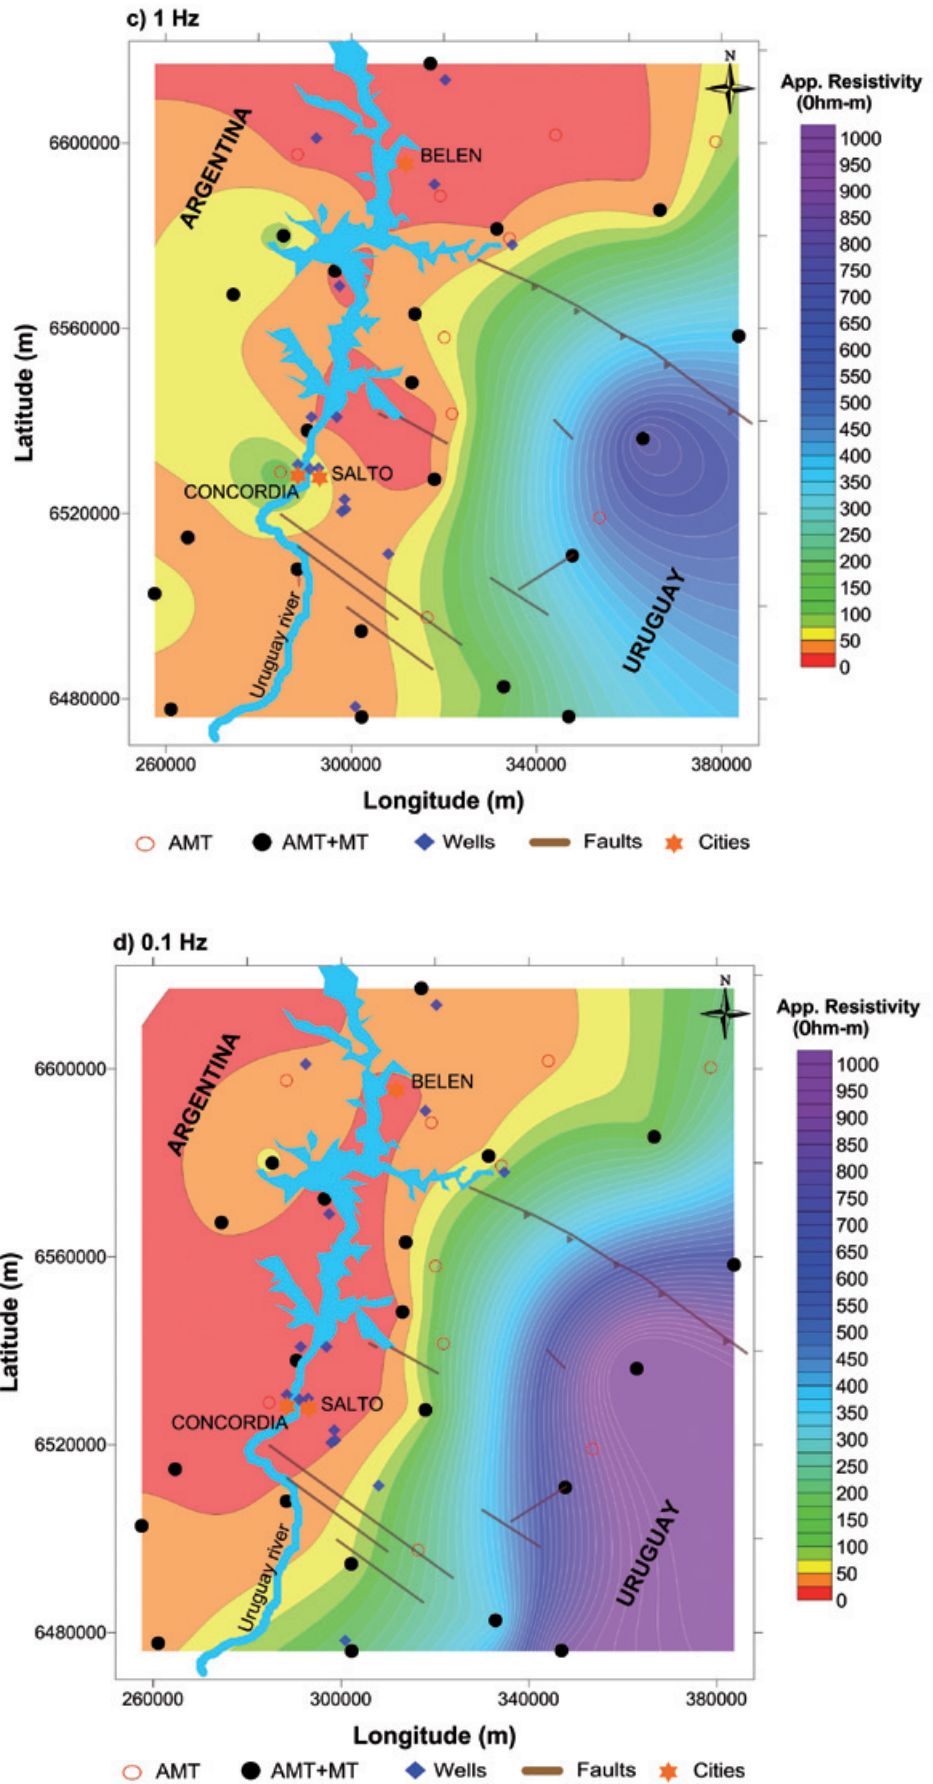 c) 1 Hz
N
App. Resistivity
(Ohm-m)
1000
950
900
850
800
750
700
650
600
550
500
450
400
350
300
250
200
150
100
50
0
6600000
6560000
6520000
6480000
Latitude (m)
ARGENTINA
BELEN
SALTO
CONCORDIA
Uruguay river
URUGUAY
260000 300000 340000 380000
Longitude (m)
AMT AMT+MT Wells Faults Cities
d) 0.1 Hz
N
App. Resistivity
(Ohm-m)
1000
950
900
850
800
750
700
650
600
550
500
450
400
350
300
250
200
150
100
50
0
6600000
6560000
6520000
6480000
Latitude (m)
ARGENTINA
BELEN
SALTO
CONCORDIA
Uruguay river
URUGUAY
260000 300000 340000 380000
Longitude (m)
AMT AMT+MT Wells Faults Cities